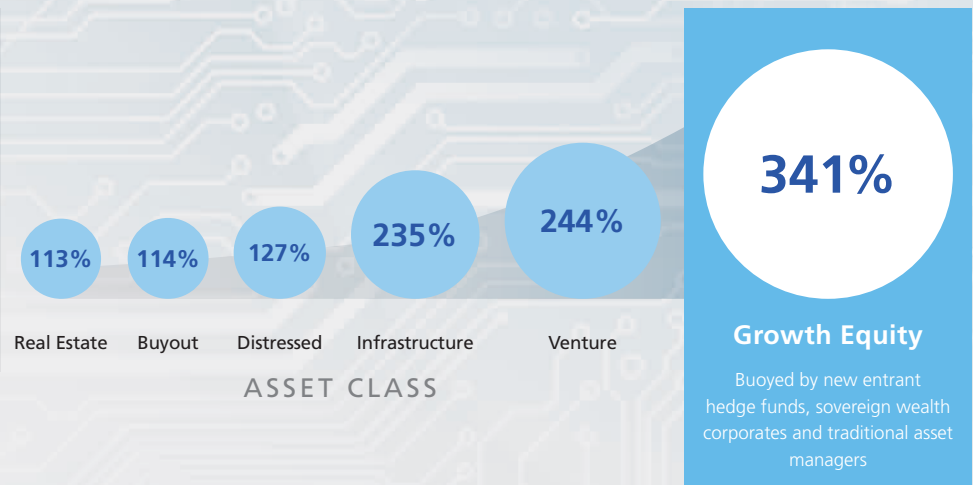 113%
114%
127%
235%
244%
341%
Real Estate
Buyout
Distressed
Infrastructure
Venture
ASSET CLASS
Growth Equity
Buoyed by new entrant
hedge funds, sovereign wealth
corporates and traditional asset
managers